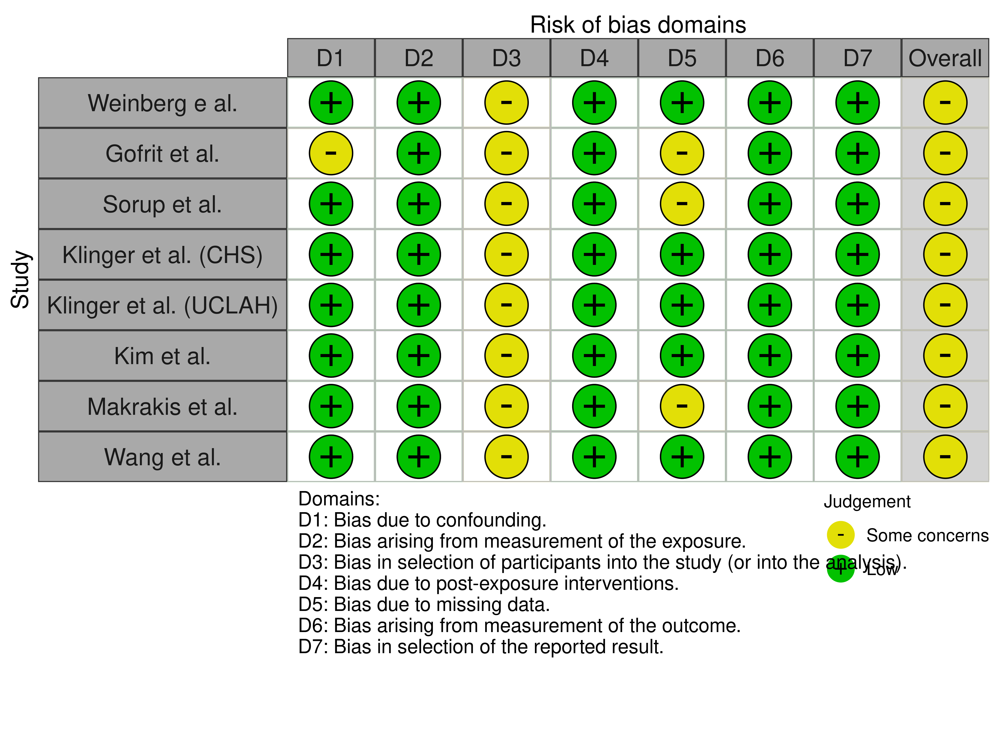 Risk of bias domains
D1 D2 D3 D4 D5 D6 D7 Overall
Study
Weinberg e al. + + - + + + + -
Gofrit et al. - + - + - + + -
Sorup et al. + + - + - + + -
Klinger et al. (CHS) + + - + + + + -
Klinger et al. (UCLAH) + + - + + + + -
Kim et al. + + - + + + + -
Makrakis et al. + + - + - + + -
Wang et al. + + - + + + + -
Domains:
D1: Bias due to confounding.
D2: Bias arising from measurement of the exposure.
D3: Bias in selection of participants into the study (or into the analysis).
D4: Bias due to post-exposure interventions.
D5: Bias due to missing data.
D6: Bias arising from measurement of the outcome.
D7: Bias in selection of the reported result.
Judgement
- Some concerns
+ Low